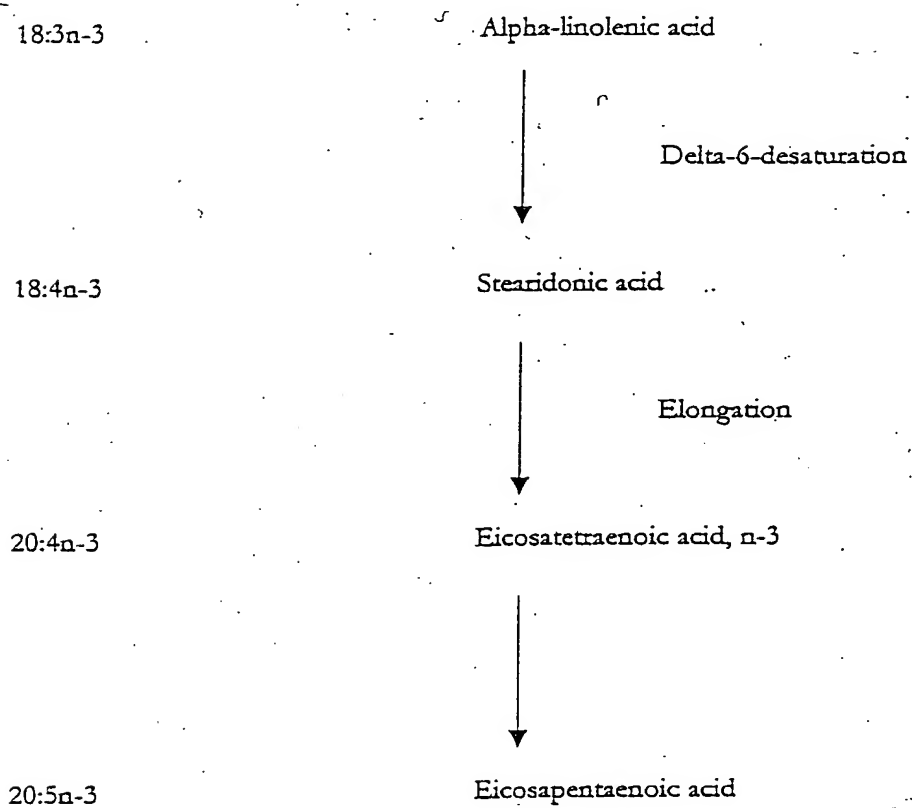 18:3n-3 Alpha-linolenic acid
Delta-6-desaturation
18:4n-3 Stearidonic acid
Elongation
20:4n-3 Eicosatetraenoic acid, n-3
20:5n-3 Eicosapentaenoic acid